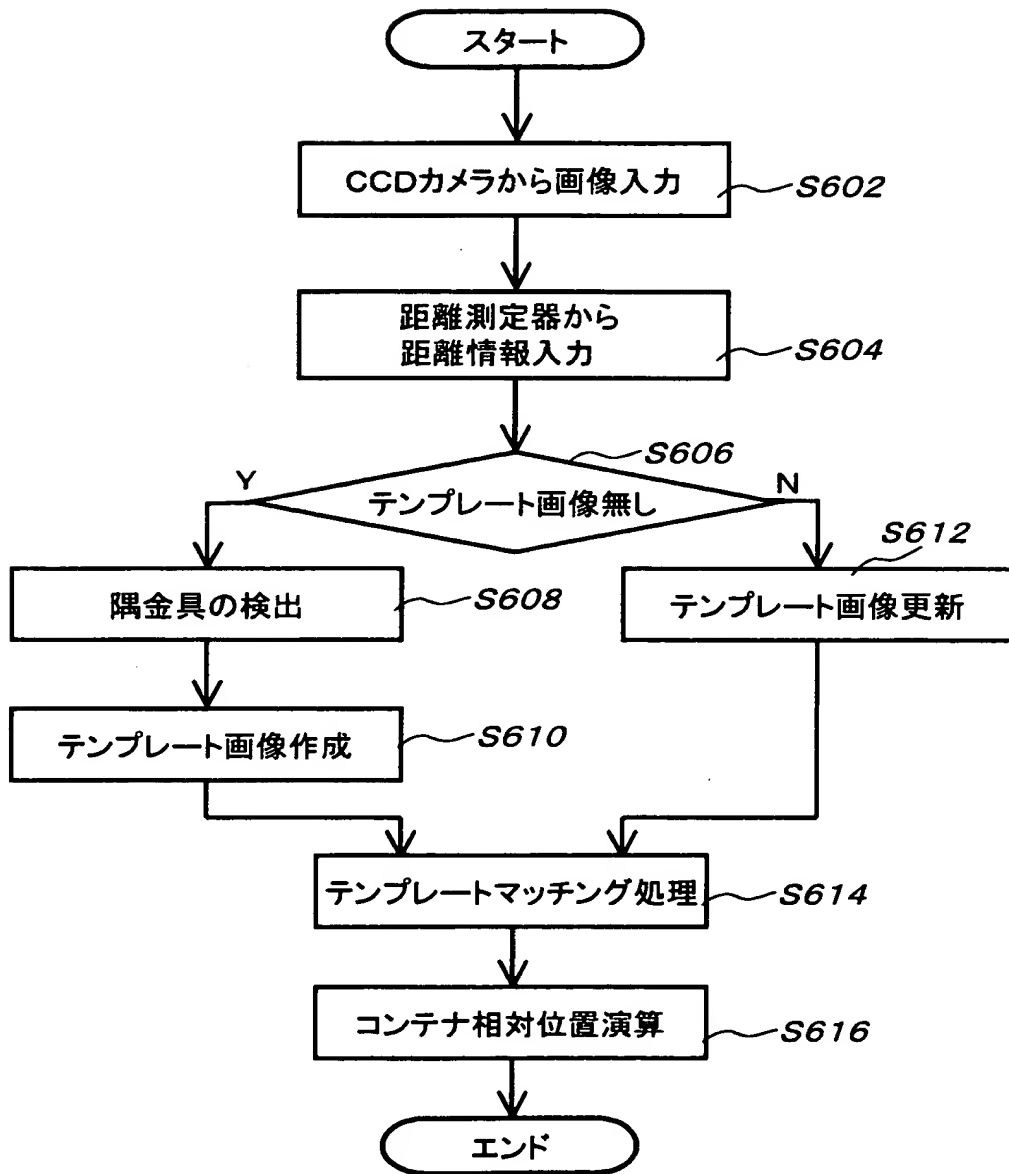 スタート
CCDカメラから画像入力
S602
距離測定器から
距離情報入力
S604
S606
Y
テンプレート画像無し
N
S612
隅金具の検出
S608
テンプレート画像更新
テンプレート画像作成
S610
テンプレートマッチング処理
S614
コンテナ相対位置演算
S616
エンド